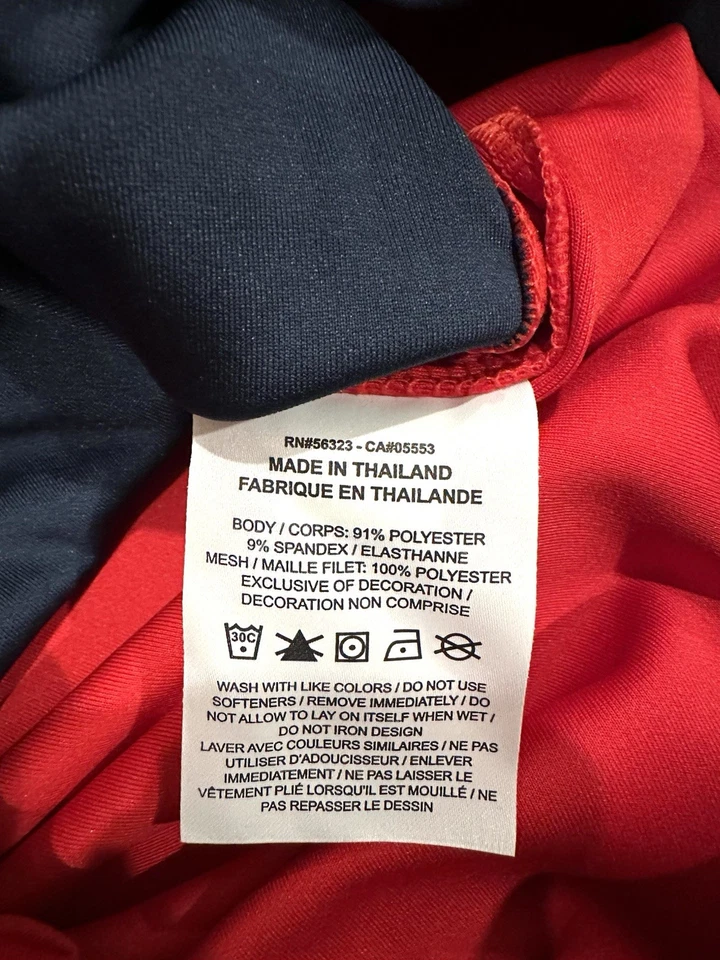 RN#56323 - CA#05553
MADE IN THAILAND
FABRIQUE EN THAILANDE
BODY / CORPS: 91% POLYESTER
9% SPANDEX / ELASTHANNE
MESH / MAILLE FILET: 100% POLYESTER
EXCLUSIVE OF DECORATION /
DECORATION NON COMPRISE
30C
WASH WITH LIKE COLORS / DO NOT USE
SOFTENERS / REMOVE IMMEDIATELY / DO
NOT ALLOW TO LAY ON ITSELF WHEN WET /
DO NOT IRON DESIGN
LAVER AVEC COULEURS SIMILAIRES / NE PAS
UTILISER D'ADOUCISSEUR / ENLEVER
IMMEDIATEMENT / NE PAS LAISSER LE
VÊTEMENT PLIÉ LORSQU'IL EST MOUILLÉ / NE
PAS REPASSER LE DESSIN